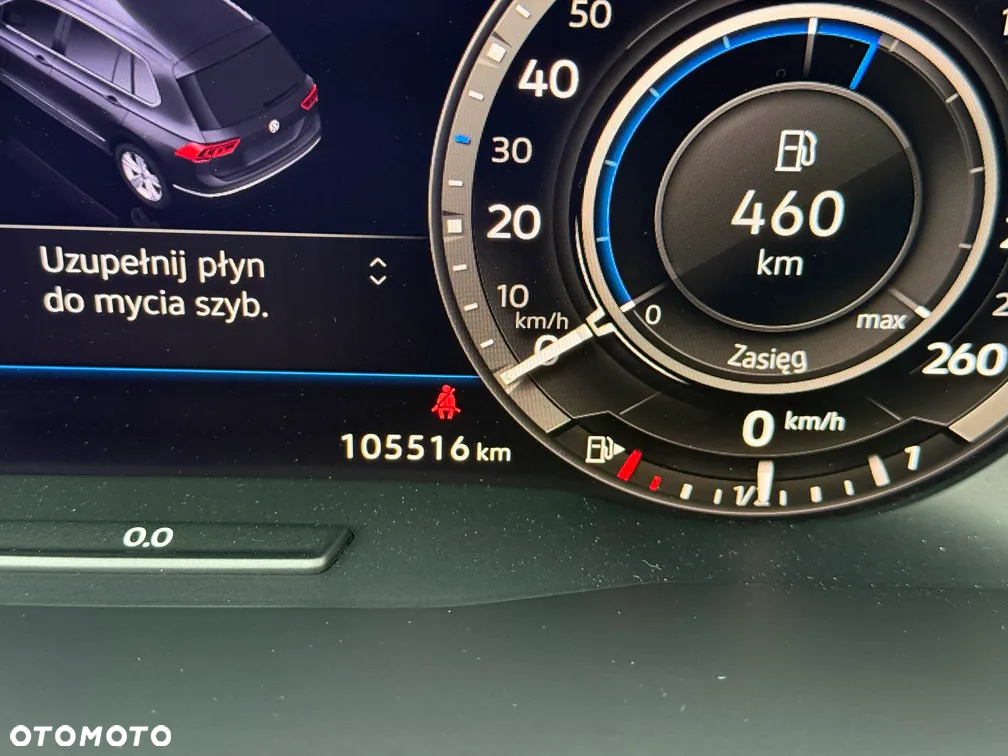 50
40
30
20
10
km/h
0
460
km
0
max
Zasięg
260
0 km/h
1/2
1
Uzupełnij płyn
do mycia szyb.
105516 km
0.0
OTOMOTO